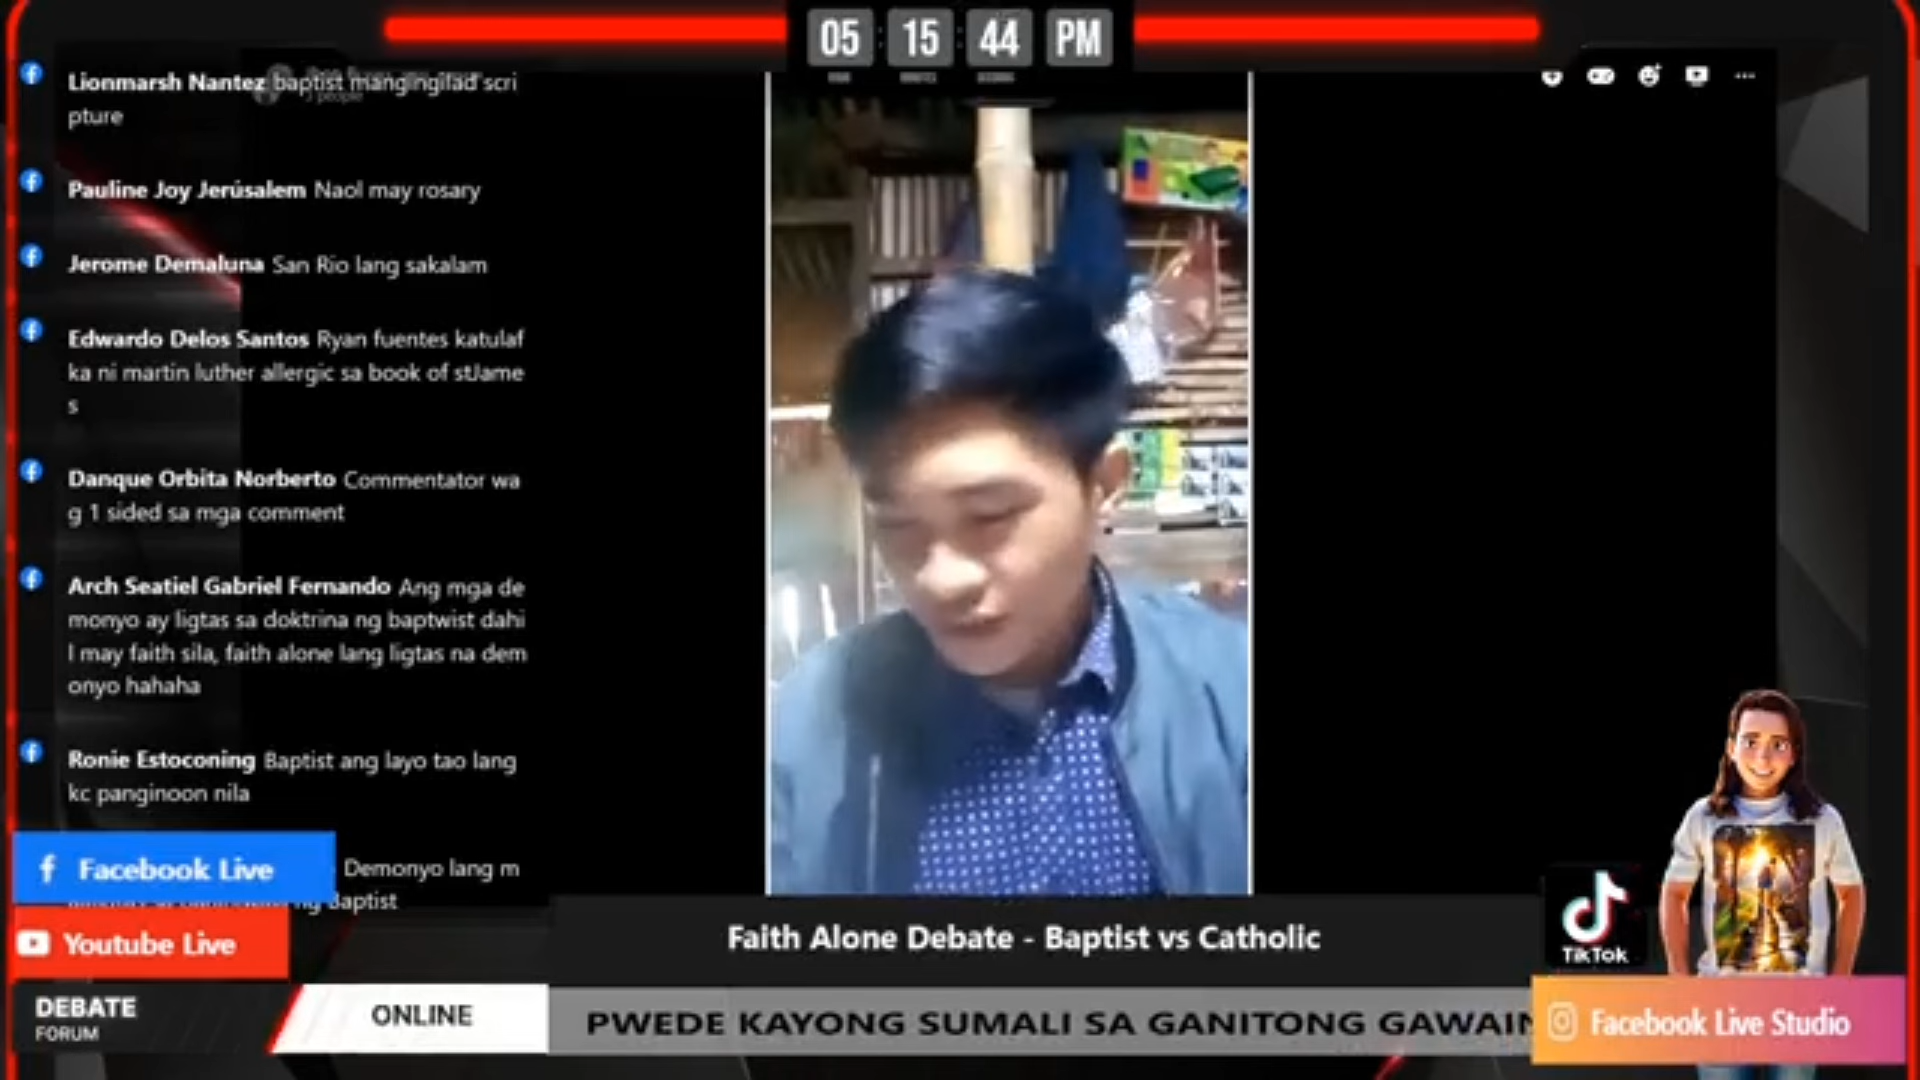 05 : 15 : 44 PM
Lionmarsh Nantez baptist mangingilad scri
pture
people
Pauline Joy Jerúsalem Naol may rosary
Jerome Demaluna San Rio lang sakalam
Edwardo Delos Santos Ryan fuentes katulaf
ka ni martin luther allergic sa book of stJame
s
Danque Orbita Norberto Commentator wa
g 1 sided sa mga comment
Arch Seatiel Gabriel Fernando Ang mga de
monyo ay ligtas sa doktrina ng baptwist dahi
l may faith sila, faith alone lang ligtas na dem
onyo hahaha
Ronie Estoconing Baptist ang layo tao lang
kc panginoon nila
Demonyo lang m
ng Baptist
Facebook Live
Youtube Live
Faith Alone Debate - Baptist vs Catholic
TikTok
DEBATE
FORUM
ONLINE
PWEDE KAYONG SUMALI SA GANITONG GAWAIN
Facebook Live Studio